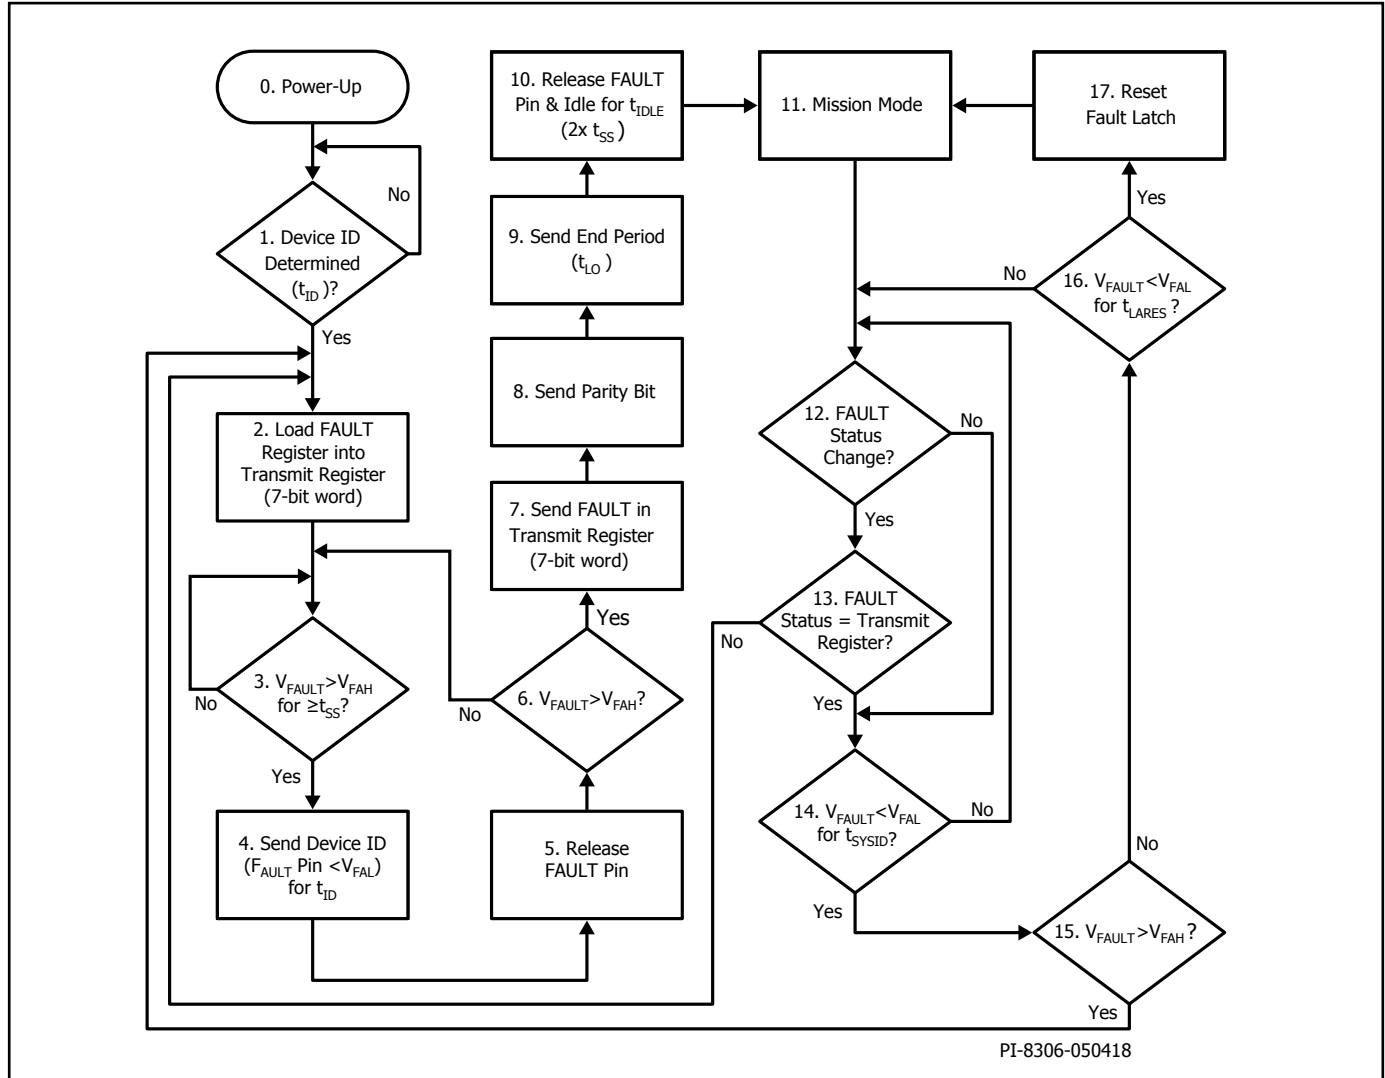 0. Power-Up
No
1. Device ID
Determined
(tID)?
Yes
2. Load FAULT
Register into
Transmit Register
(7-bit word)
3. VFAULT>VFAH
for ≥tSS?
No
Yes
4. Send Device ID
(FAULT Pin <VFAL)
for tID
5. Release
FAULT Pin
6. VFAULT>VFAH?
No
Yes
7. Send FAULT in
Transmit Register
(7-bit word)
8. Send Parity Bit
9. Send End Period
(tLO)
10. Release FAULT
Pin & Idle for tIDLE
(2x tSS)
11. Mission Mode
12. FAULT
Status
Change?
No
Yes
13. FAULT
Status = Transmit
Register?
No
Yes
14. VFAULT<VFAL
for tSYSID?
No
Yes
15. VFAULT>VFAH?
No
Yes
16. VFAULT<VFAL
for tLARES?
No
Yes
17. Reset
Fault Latch
PI-8306-050418